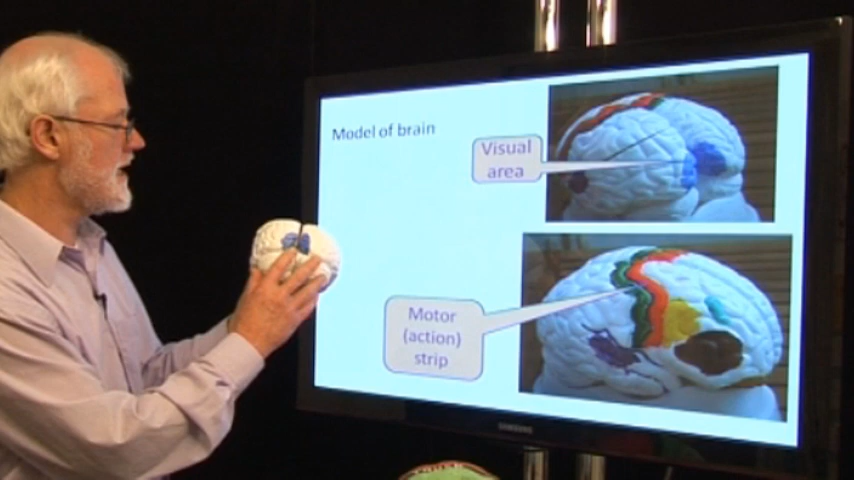 Model of brain
Visual
area
Motor
(action)
strip
SAMSUNG